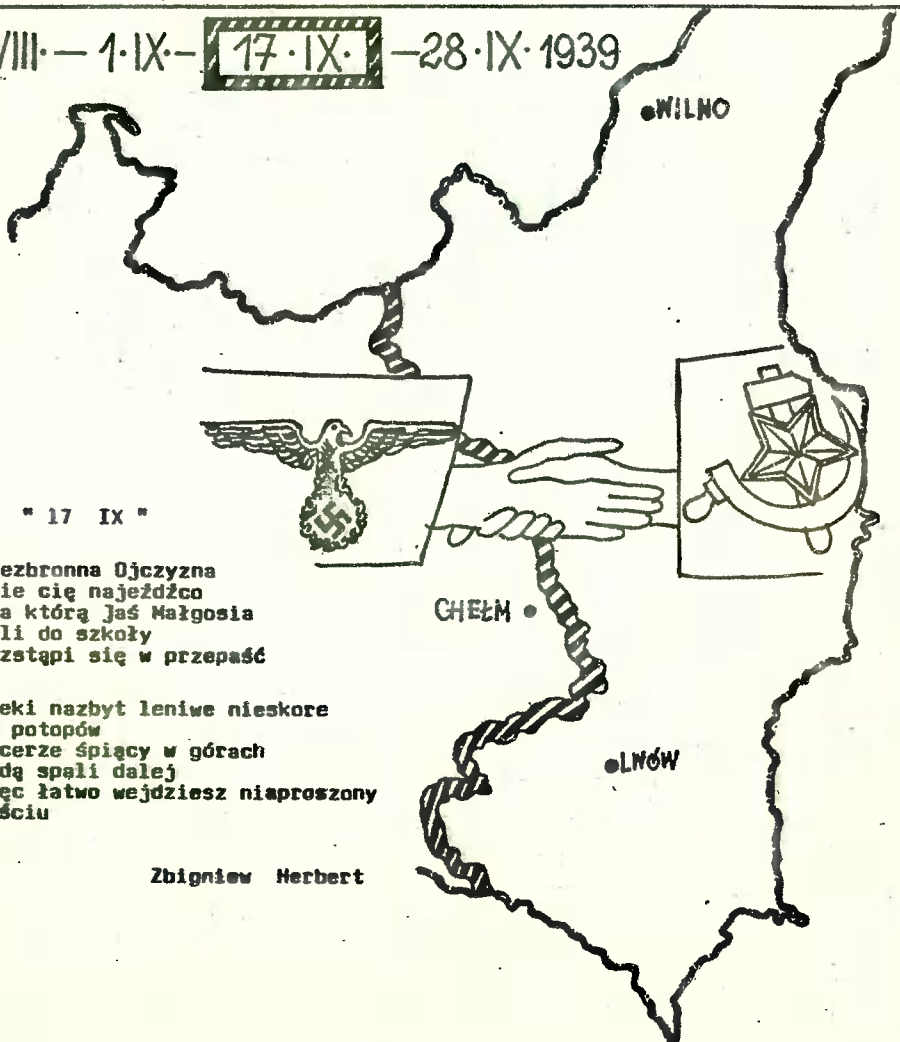 /III· — 1·IX·— 17·IX· —28·IX·1939
WILNO
" 17 IX "
ezbronna Ojczyzna
ie cię najeźdźco
a którą Jaś Małgosia
li do szkoły
zstąpi się w przepaść
CHEŁM
eki nazbyt leniwe nieskore
potopów
cerze śpiący w górach
dą spali dalej
ęc łatwo wejdziesz niaproszony
ściu
LWÓW
Zbigniew Herbert